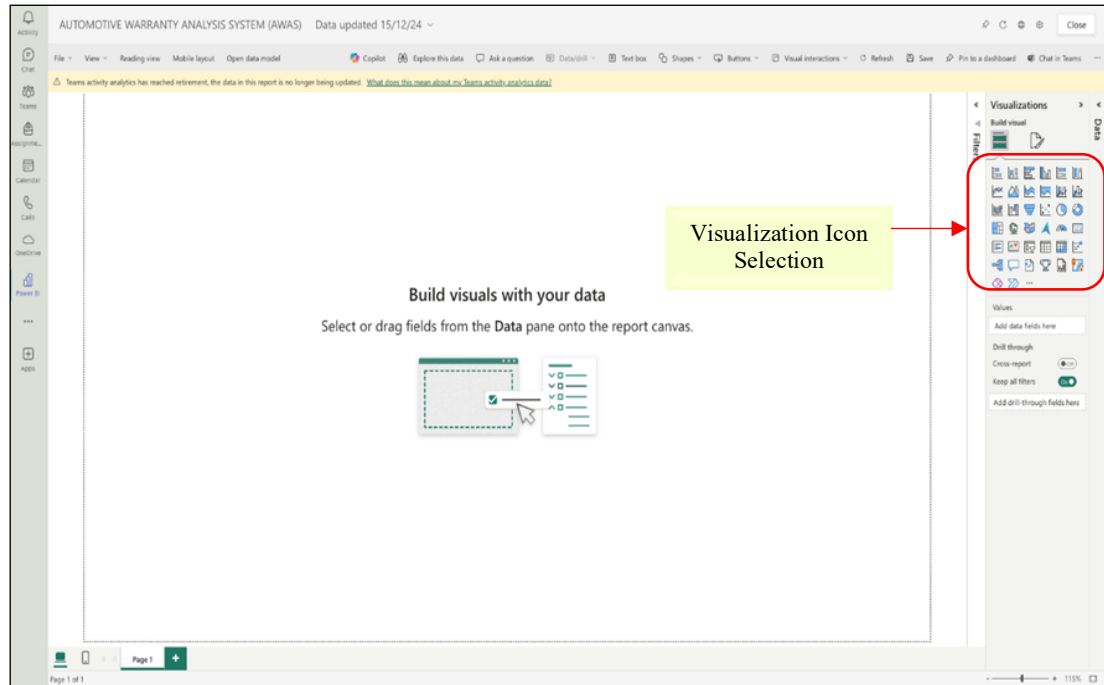 AUTOMOTIVE WARRANTY ANALYSIS SYSTEM (AWAS) Data updated 15/12/24
Close
Activity
Chat
Teams
Assignme...
Calendar
Calls
OneDrive
Power BI
Apps
File View Reading view Mobile layout Open data model Copilot Explore this data Ask a question Data/drill Text box Shapes Buttons Visual interactions Refresh Save Pin to a dashboard Chat in Teams
Teams activity analytics has reached retirement, the data in this report is no longer being updated. What does this mean about my Teams activity analytics data?
Visualizations
Build visual
Filters
Data
Visualization Icon
Selection
Build visuals with your data
Select or drag fields from the Data pane onto the report canvas.
Values
Add data fields here
Drill through
Cross-report Off
Keep all filters On
Add drill-through fields here
Page 1
Page 1 of 1
115%